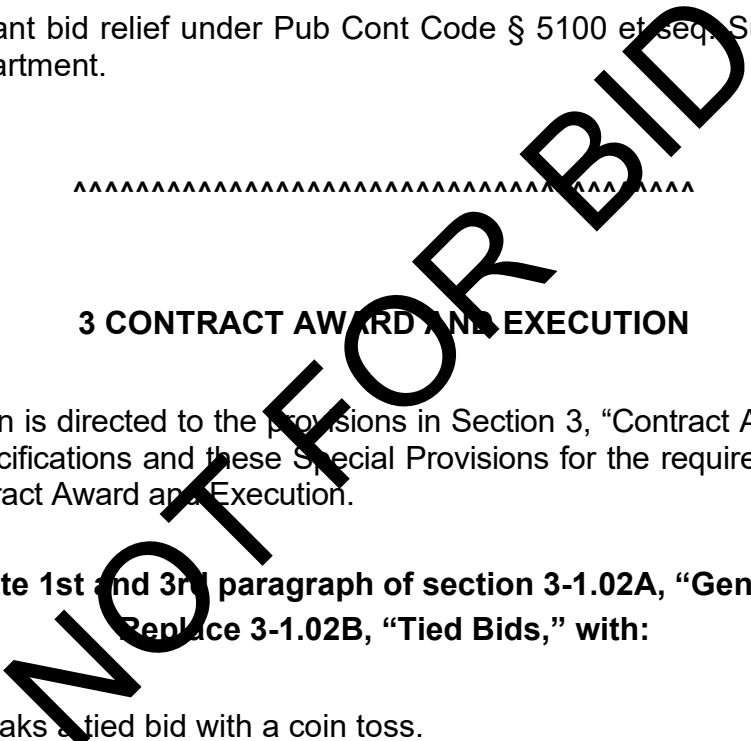 ant bid relief under Pub Cont Code § 5100 et seq. Su
artment.
^^^^^^^^^^^^^^^^^^^^^^^^^^^^^^^^^^^^^^^^
3 CONTRACT AWARD AND EXECUTION
n is directed to the provisions in Section 3, “Contract A
cifications and these Special Provisions for the require
ract Award and Execution.
te 1st and 3rd paragraph of section 3-1.02A, “Gen
Replace 3-1.02B, “Tied Bids,” with:
aks a tied bid with a coin toss.
NOT FOR BID